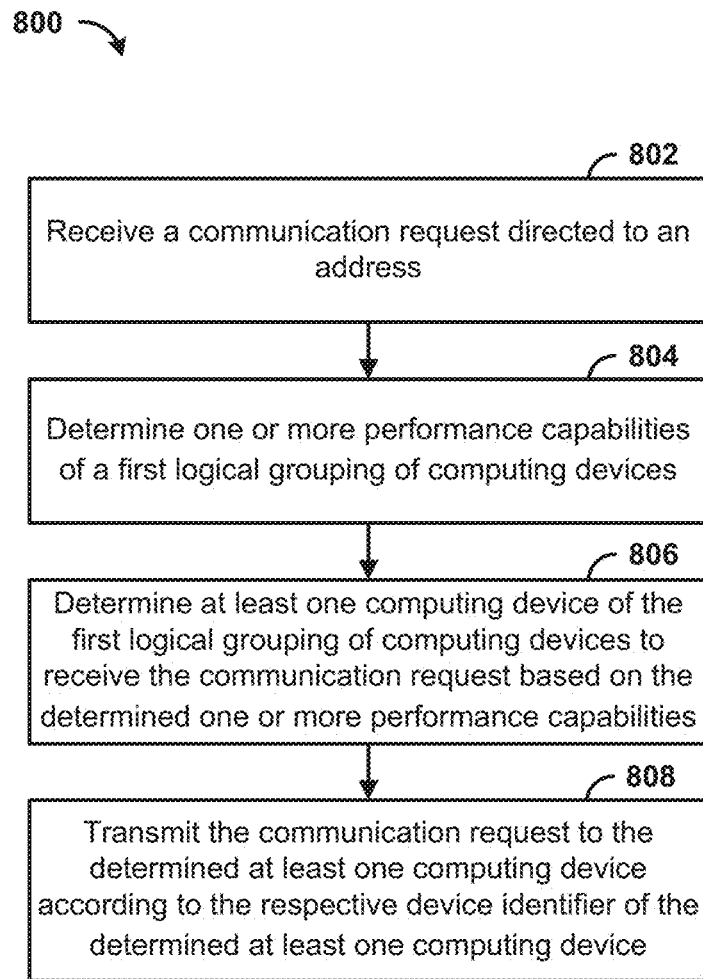 800
802
Receive a communication request directed to an
address
804
Determine one or more performance capabilities
of a first logical grouping of computing devices
806
Determine at least one computing device of the
first logical grouping of computing devices to
receive the communication request based on the
determined one or more performance capabilities
808
Transmit the communication request to the
determined at least one computing device
according to the respective device identifier of the
determined at least one computing device